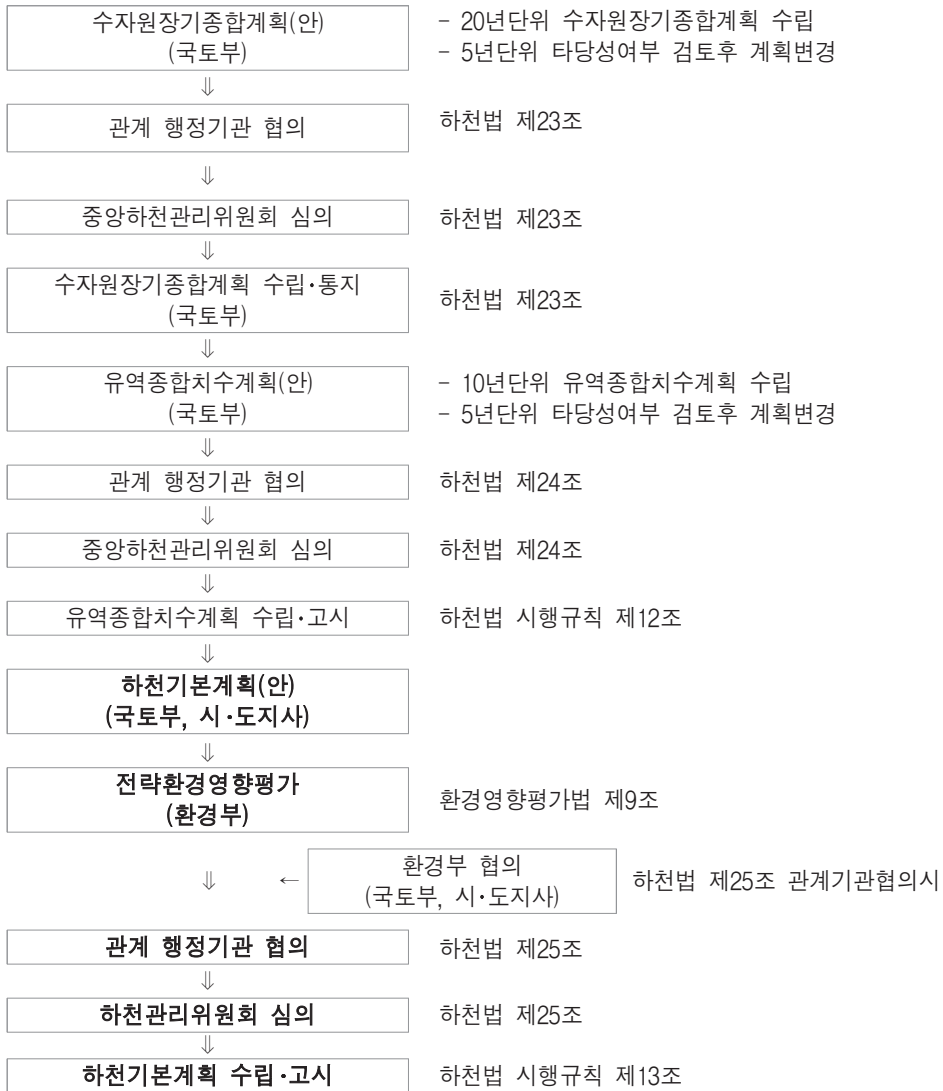 수자원장기종합계획(안)
(국토부)
- 20년단위 수자원장기종합계획 수립
- 5년단위 타당성여부 검토후 계획변경
⇓
관계 행정기관 협의
하천법 제23조
⇓
중앙하천관리위원회 심의
하천법 제23조
⇓
수자원장기종합계획 수립·통지
(국토부)
하천법 제23조
⇓
유역종합치수계획(안)
(국토부)
- 10년단위 유역종합치수계획 수립
- 5년단위 타당성여부 검토후 계획변경
⇓
관계 행정기관 협의
하천법 제24조
⇓
중앙하천관리위원회 심의
하천법 제24조
⇓
유역종합치수계획 수립·고시
하천법 시행규칙 제12조
⇓
하천기본계획(안)
(국토부, 시·도지사)
⇓
전략환경영향평가
(환경부)
환경영향평가법 제9조
⇓ ←
환경부 협의
(국토부, 시·도지사)
하천법 제25조 관계기관협의시
관계 행정기관 협의
하천법 제25조
⇓
하천관리위원회 심의
하천법 제25조
⇓
하천기본계획 수립·고시
하천법 시행규칙 제13조